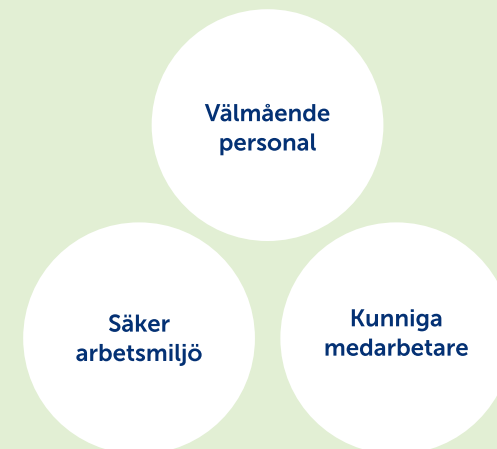 Välmående
personal
Säker
arbetsmiljö
Kunniga
medarbetare